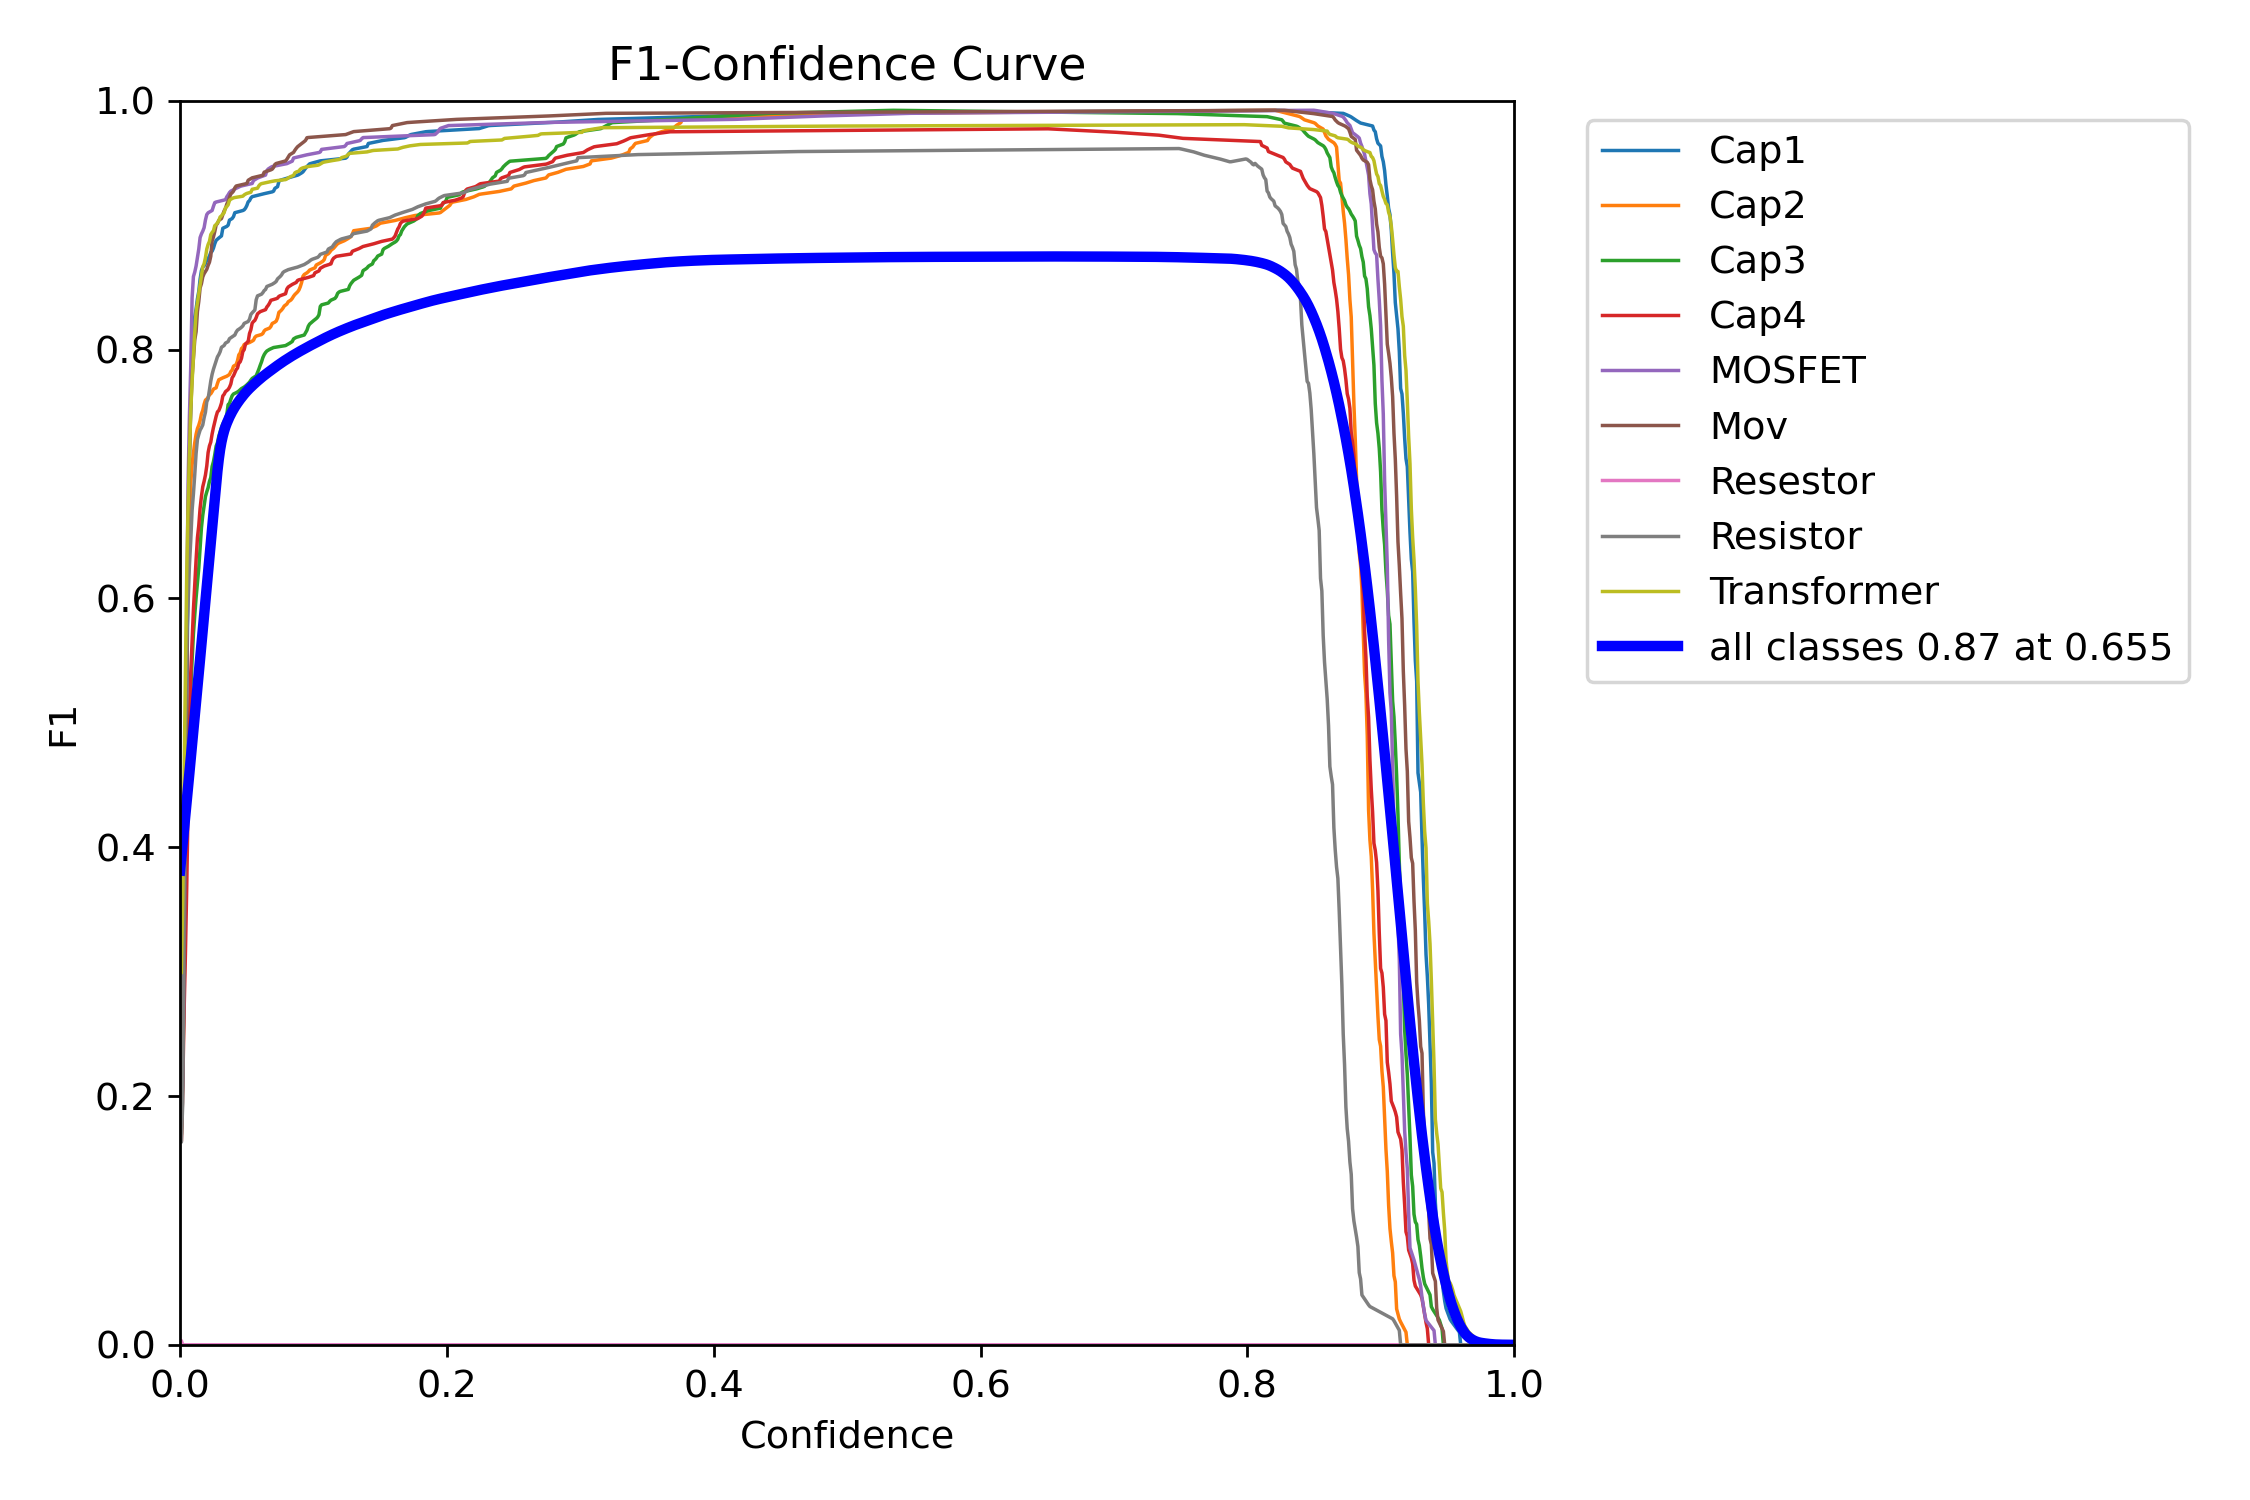 F1-Confidence Curve
1.0
0.8
0.6
0.4
0.2
0.0
F1
0.0 0.2 0.4 0.6 0.8 1.0
Confidence
Cap1
Cap2
Cap3
Cap4
MOSFET
Mov
Resestor
Resistor
Transformer
all classes 0.87 at 0.655